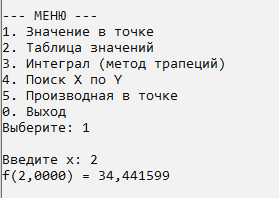 --- МЕНЮ ---
1. Значение в точке
2. Таблица значений
3. Интеграл (метод трапеций)
4. Поиск X по Y
5. Производная в точке
0. Выход
Выберите: 1
Введите x: 2
f(2,0000) = 34,441599